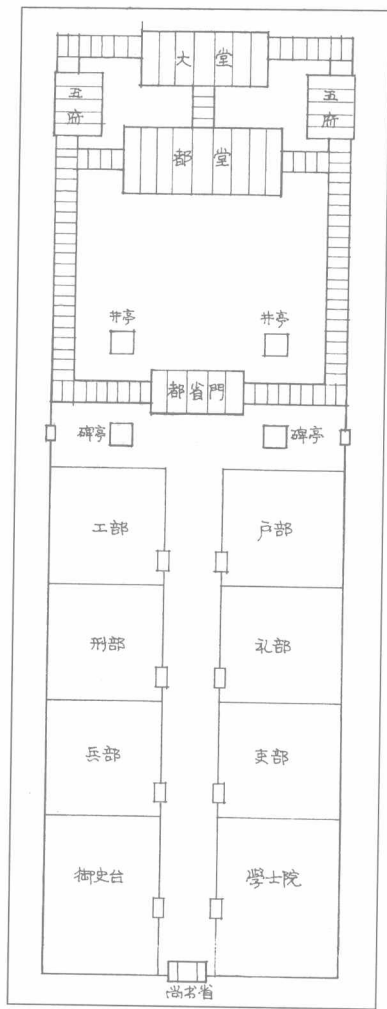 大堂
五府
五府
都堂
井亭
井亭
都省門
碑亭
碑亭
工部
户部
刑部
礼部
兵部
吏部
御史台
學士院
尚书省